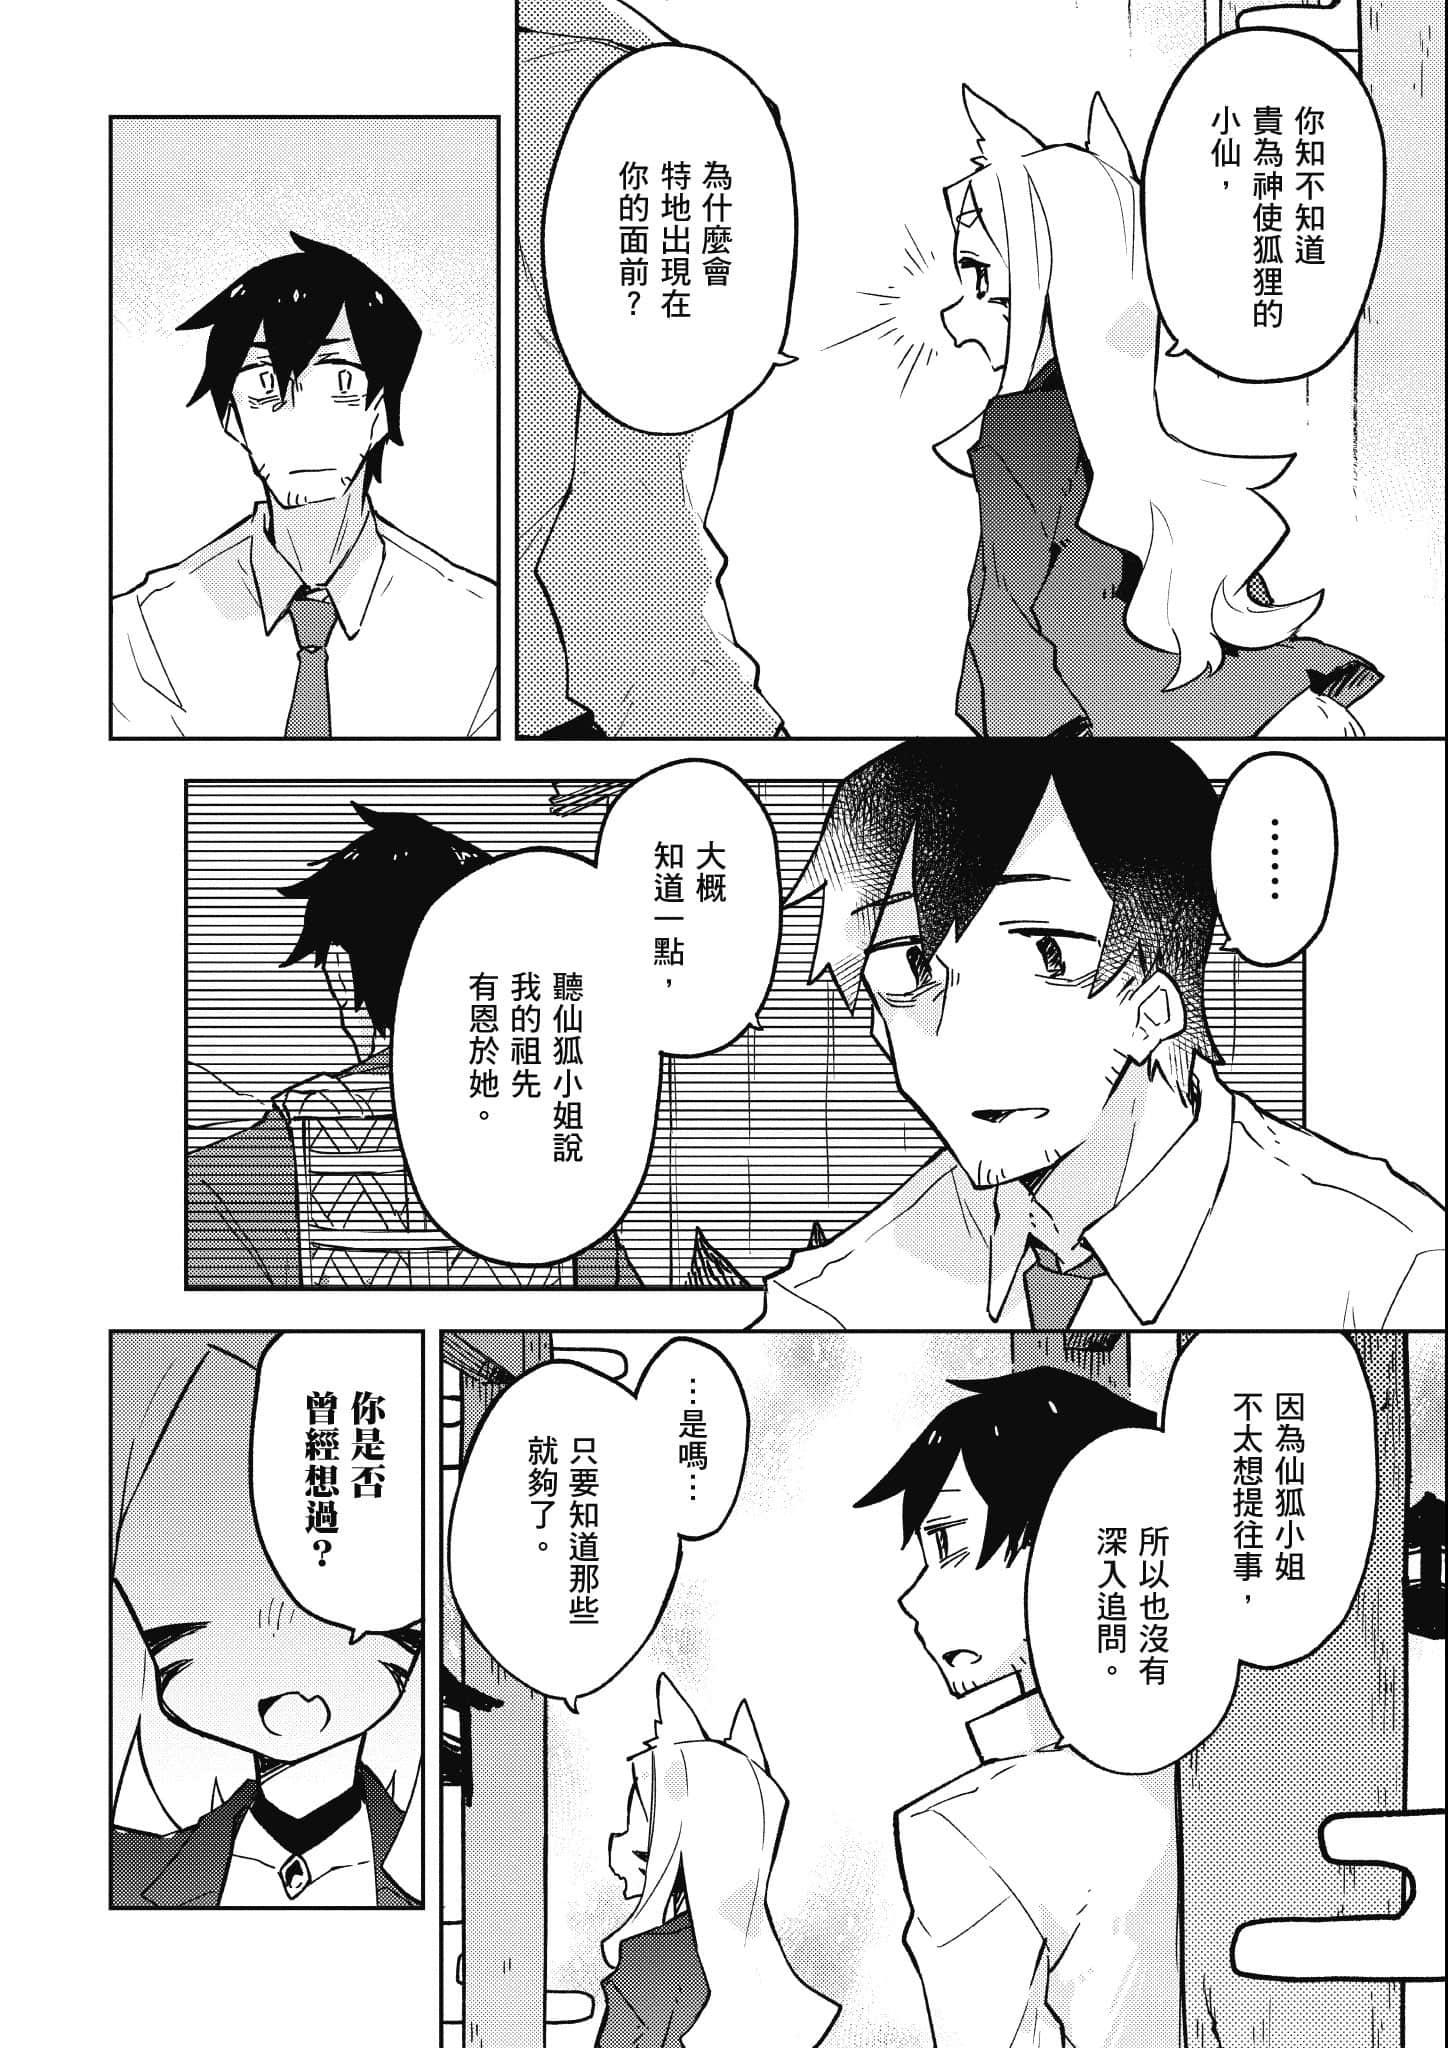 你知不知道
貴為神使狐狸的
小仙，
為什麼會
特地出現在
你的面前？
……
大概
知道一點，
聽仙狐小姐說
我的祖先
有恩於她。
因為仙狐小姐
不太想提往事，
所以也沒有
深入追問。
…是嗎…
只要知道那些
就夠了。
你是否
曾經想過？